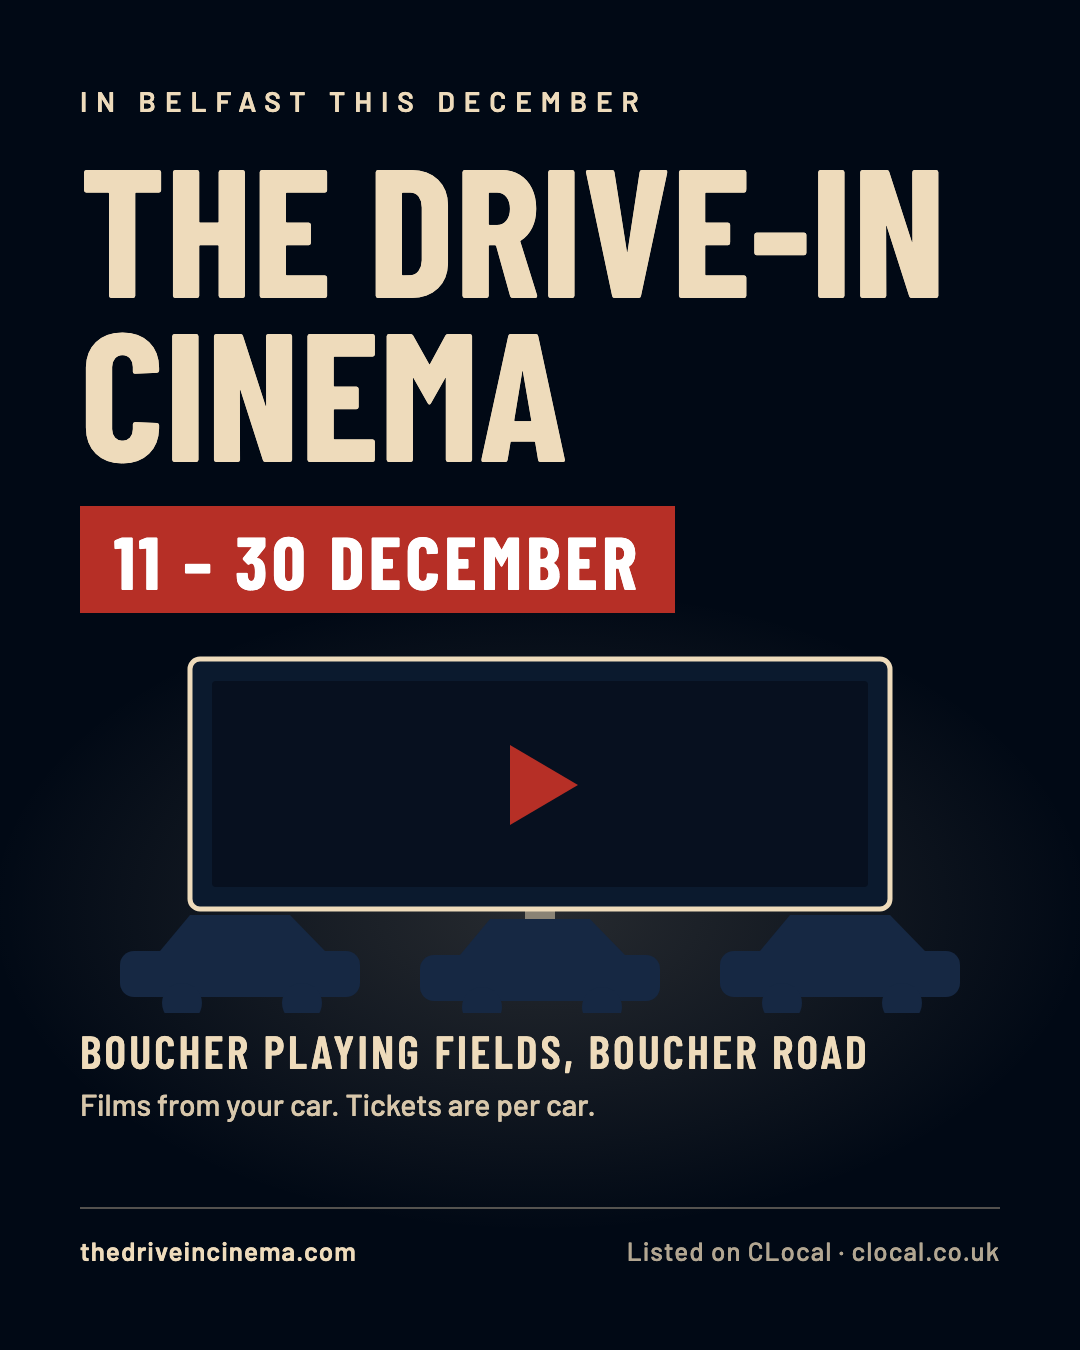 IN BELFAST THIS DECEMBER
THE DRIVE-IN
CINEMA
11 – 30 DECEMBER
BOUCHER PLAYING FIELDS, BOUCHER ROAD
Films from your car. Tickets are per car.
thedriveincinema.com
Listed on CLocal · clocal.co.uk